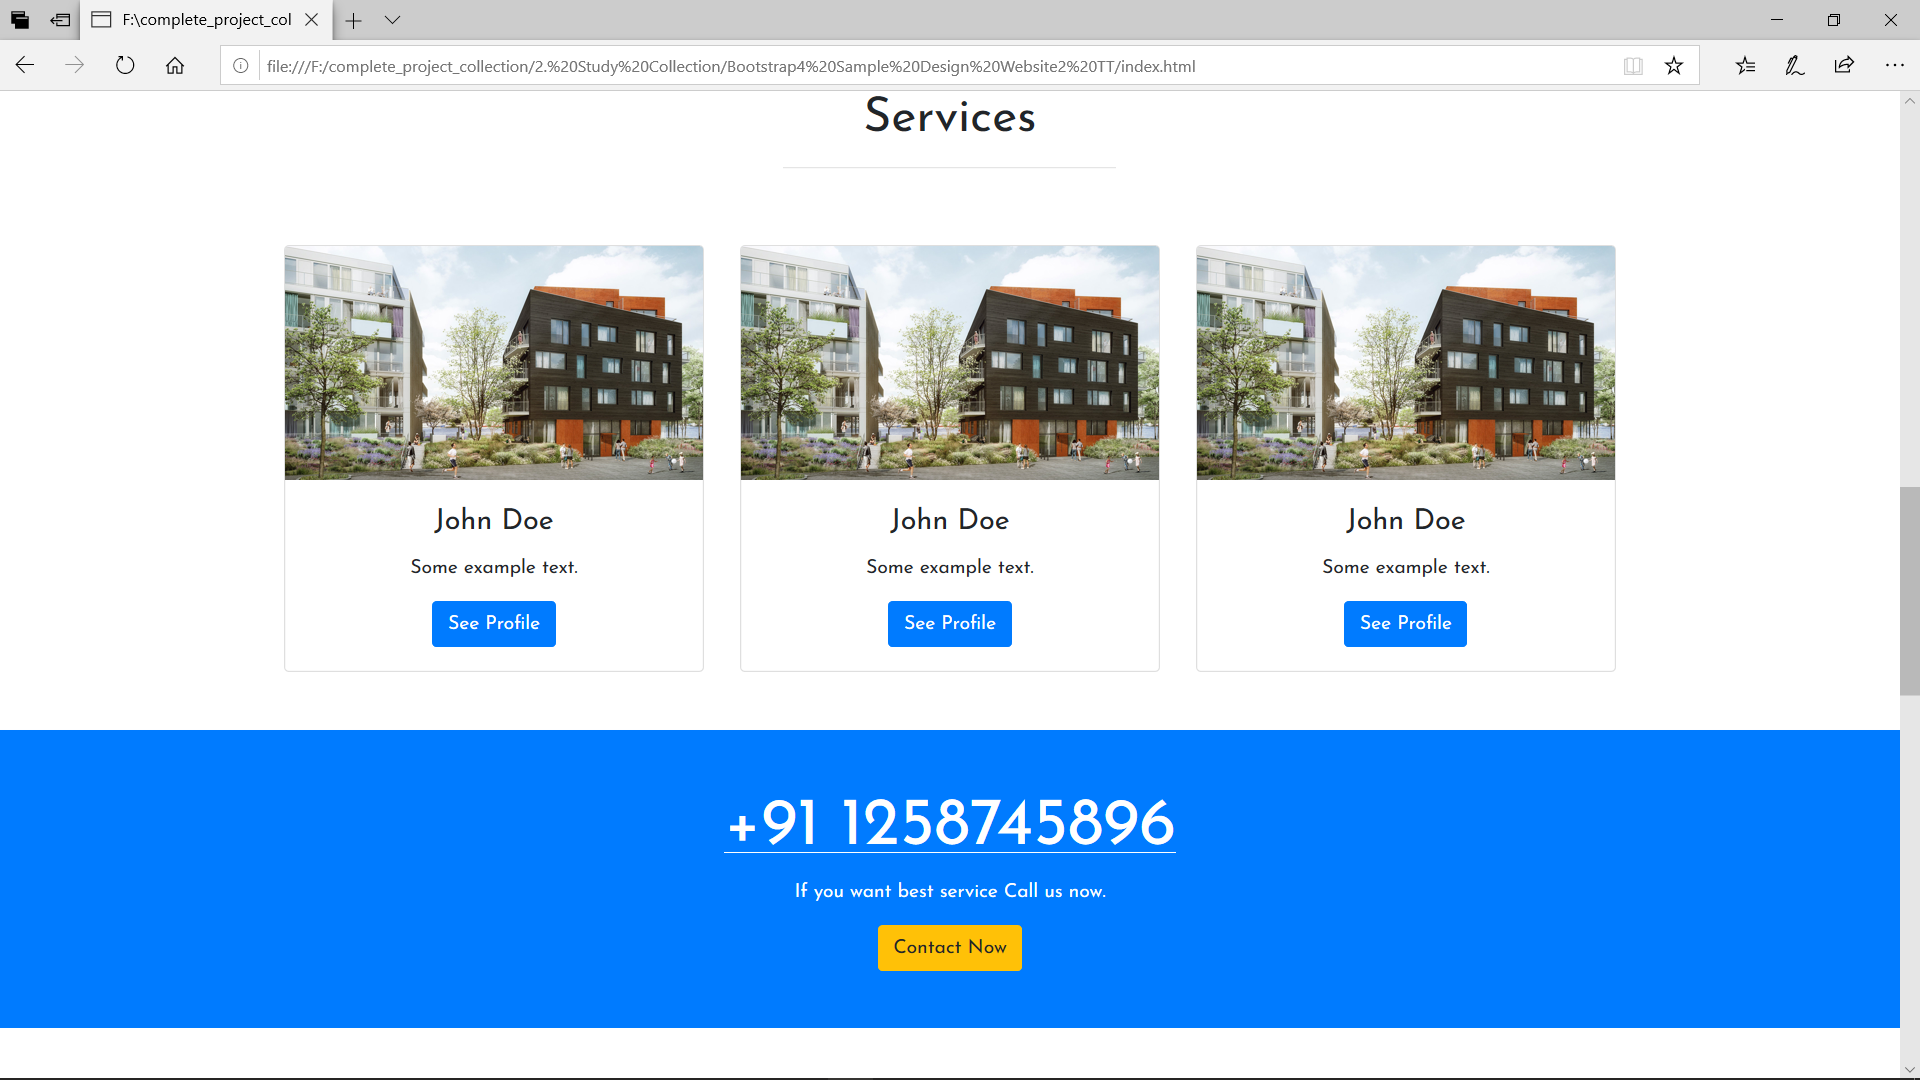 F:\complete_project_col
file:///F:/complete_project_collection/2.%20Study%20Collection/Bootstrap4%20Sample%20Design%20Website2%20TT/index.html
Services
John Doe
Some example text.
See Profile
John Doe
Some example text.
See Profile
John Doe
Some example text.
See Profile
+91 1258745896
If you want best service Call us now.
Contact Now